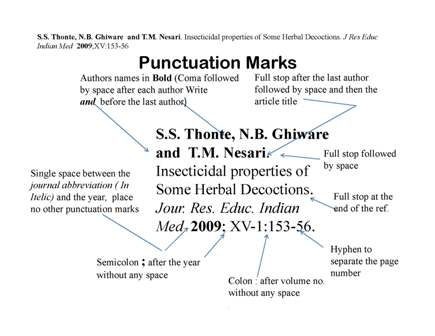 S.S. Thonte, N.B. Ghiware and T.M. Nesari. Insecticidal properties of Some Herbal Decoctions. J Res Educ
Indian Med 2009;XV:153-56
Punctuation Marks
Authors names in Bold (Coma followed
by space after each author Write
and before the last author)
Full stop after the last author
followed by space and then the
article title
S.S. Thonte, N.B. Ghiware
and T.M. Nesari.
Insecticidal properties of
Some Herbal Decoctions.
Jour. Res. Educ. Indian
Med. 2009; XV-1:153-56.
Full stop followed
by space
Single space between the
journal abbreviation ( In
Itelic) and the year, place
no other punctuation marks
Full stop at the
end of the ref.
Semicolon ; after the year
without any space
Colon : after volume no.
without any space
Hyphen to
separate the page
number